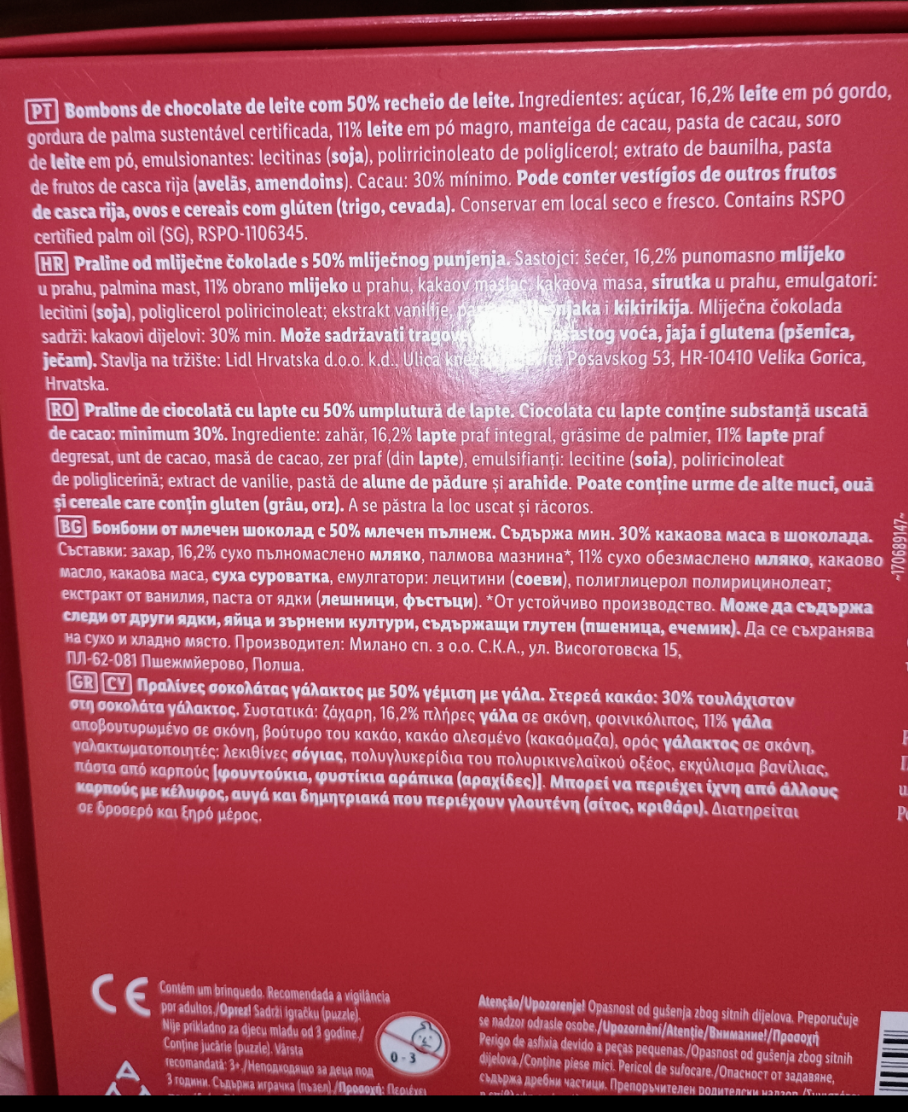 PT Bombons de chocolate de leite com 50% recheio de leite. Ingredientes: açúcar, 16,2% leite em pó gordo,
gordura de palma sustentável certificada, 11% leite em pó magro, manteiga de cacau, pasta de cacau, soro
de leite em pó, emulsionantes: lecitinas (soja), polirricinoleato de poliglicerol; extrato de baunilha, pasta
de frutos de casca rija (avelãs, amendoins). Cacau: 30% mínimo. Pode conter vestígios de outros frutos
de casca rija, ovos e cereais com glúten (trigo, cevada). Conservar em local seco e fresco. Contains RSPO
certified palm oil (SG), RSPO-1106345.
HR Praline od mliječne čokolade s 50% mliječnog punjenja. Sastojci: šećer, 16,2% punomasno mlijeko
u prahu, palmina mast, 11% obrano mlijeko u prahu, kakaov maslac, kakaova masa, sirutka u prahu, emulgatori:
lecitini (soja), poliglicerol poliricinoleat; ekstrakt vanilije, i kikirikija. Mliječna čokolada
sadrži: kakaovi dijelovi: 30% min. Može sadržavati tragove voća, jaja i glutena (pšenica,
ječam). Stavlja na tržište: Lidl Hrvatska d.o.o. k.d., Ulica kneza Posavskog 53, HR-10410 Velika Gorica,
Hrvatska.
RO Praline de ciocolată cu lapte cu 50% umplutură de lapte. Ciocolata cu lapte conține substanță uscată
de cacao: minimum 30%. Ingrediente: zahăr, 16,2% lapte praf integral, grăsime de palmier, 11% lapte praf
degresat, unt de cacao, masă de cacao, zer praf (din lapte), emulsifianți: lecitine (soia), poliricinoleat
de poliglicerină; extract de vanilie, pastă de alune de pădure și arahide. Poate conține urme de alte nuci, ouă
și cereale care conțin gluten (grâu, orz). A se păstra la loc uscat și răcoros.
BG Бонбони от млечен шоколад с 50% млечен пълнеж. Съдържа мин. 30% какаова маса в шоколада.
Съставки: захар, 16,2% сухо пълномаслено мляко, палмова мазнина*, 11% сухо обезмаслено мляко, какаово
масло, какаова маса, суха суроватка, емулгатори: лецитини (соеви), полиглицерол полирицинолеат;
екстракт от ванилия, паста от ядки (лешници, фъстъци). *От устойчиво производство. Може да съдържа
следи от други ядки, яйца и зърнени култури, съдържащи глутен (пшеница, ечемик). Да се съхранява
на сухо и хладно място. Производител: Милано сп. з о.о. С.К.А., ул. Високотовска 15,
ПЛ-62-081 Пшежмйерово, Полша.
GR CY Πραλίνες σοκολάτας γάλακτος με 50% γέμιση με γάλα. Στερεά κακάο: 30% τουλάχιστον
στη σοκολάτα γάλακτος. Συστατικά: ζάχαρη, 16,2% πλήρες γάλα σε σκόνη, φοινικόλιπος, 11% γάλα
αποβουτυρωμένο σε σκόνη, βούτυρο του κακάο, κακάο αλεσμένο (κακαόμαζα), ορός γάλακτος σε σκόνη,
γαλακτωματοποιητές: λεκιθίνες σόγιας, πολυγλυκερίδια του πολυρικινελαϊκού οξέος, εκχύλισμα βανίλιας,
πάστα από καρπούς [φουντούκια, φυστίκια αράπικα (αραχίδες)]. Μπορεί να περιέχει ίχνη από άλλους
καρπούς με κέλυφος, αυγά και δημητριακά που περιέχουν γλουτένη (σίτος, κριθάρι). Διατηρείται
σε δροσερό και ξηρό μέρος.
~170689147~
CE
Contém um brinquedo. Recomendada a vigilância
por adultos./Oprez! Sadrži igračku (puzzle).
Nije prikladno za djecu mlađu od 3 godine./
Conține jucărie (puzzle). Vârsta
recomandată: 3+./Неподходящо за деца под
3 години. Съдържа играчка (пъзел)./Προσοχή: Περιέχει
0-3
Atenção/Upozorenje! Opasnost od gušenja zbog sitnih dijelova. Preporučuje
se nadzor odrasle osobe./Upozornění/Atenție/Внимание!/Προσοχή
Perigo de asfixia devido a peças pequenas./Opasnost od gušenja zbog sitnih
dijelova./Conține piese mici. Pericol de sufocare./Опасност от задавяне,
съдържа дребни частици. Препоръчителен родителски надзор.